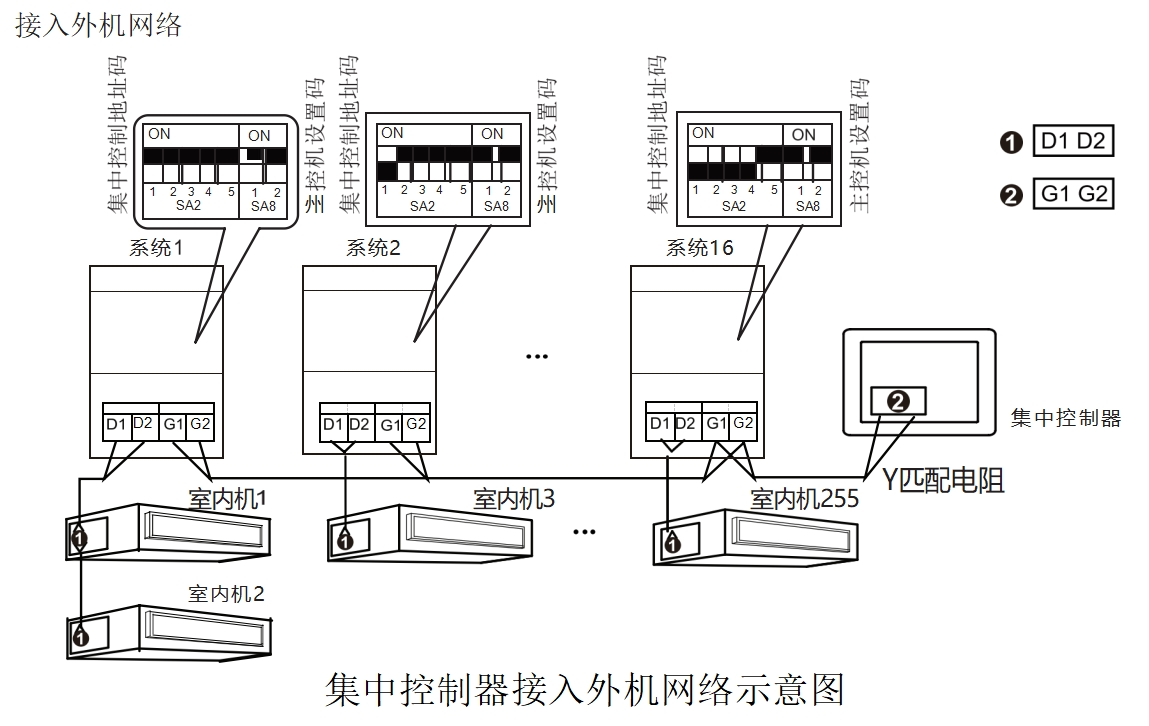 接入外机网络
集中控制地址码
ON
ON
1 2 3 4 5 1 2
SA2 SA8
州控机设置码
集中控制地址码
ON
ON
1 2 3 4 5 1 2
SA2 SA8
州控机设置码
集中控制地址码
ON
ON
1 2 3 4 5 1 2
SA2 SA8
主控机设置码
❶ D1 D2
❷ G1 G2
系统1
系统2
系统16
...
D1 D2 G1 G2
D1 D2 G1 G2
D1 D2 G1 G2
❷
集中控制器
Y匹配电阻
室内机1
室内机3
室内机255
❶
❶
...
❶
室内机2
❶
集中控制器接入外机网络示意图